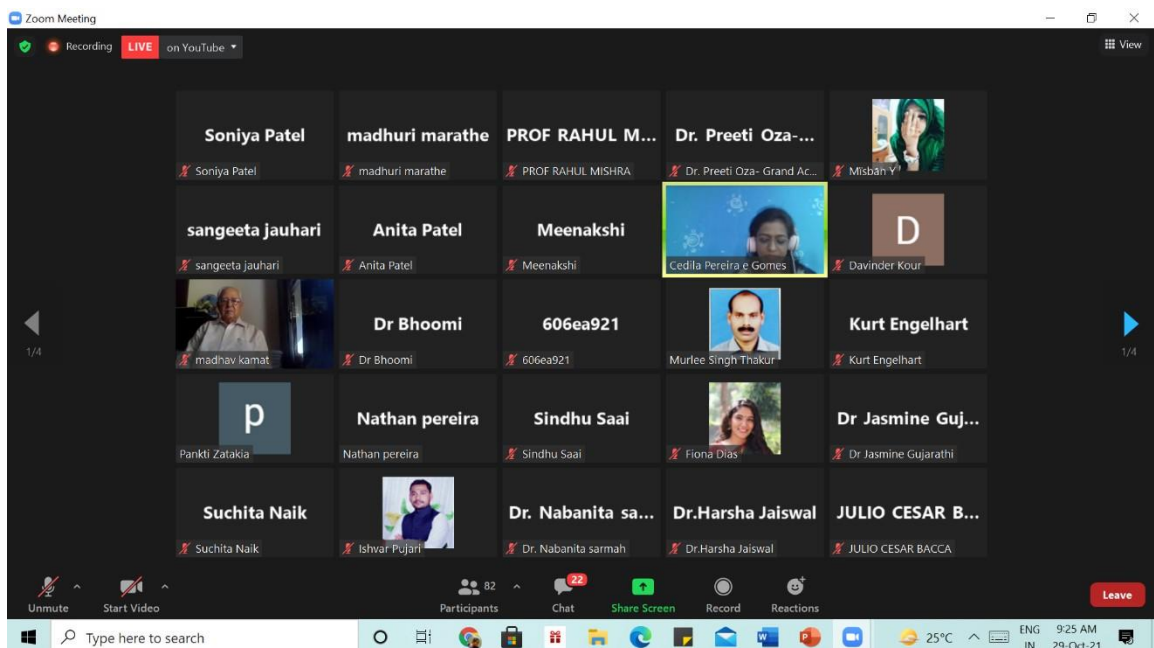 Zoom Meeting
Recording LIVE on YouTube
View
Soniya Patel madhuri marathe PROF RAHUL M... Dr. Preeti Oza-...
Soniya Patel madhuri marathe PROF RAHUL MISHRA Dr. Preeti Oza- Grand Ac... Misbah Y
sangeeta jauhari Anita Patel Meenakshi D
sangeeta jauhari Anita Patel Meenakshi Cedila Pereira e Gomes Davinder Kour
Dr Bhoomi 606ea921 Kurt Engelhart
1/4 1/4
madhav kamat Dr Bhoomi 606ea921 Murlee Singh Thakur Kurt Engelhart
p Nathan pereira Sindhu Saai Dr Jasmine Guj...
Pankti Zatakia Nathan pereira Sindhu Saai Fiona Dias Dr Jasmine Gujarathi
Suchita Naik Dr. Nabanita sa... Dr.Harsha Jaiswal JULIO CESAR B...
Suchita Naik Ishvar Pujari Dr. Nabanita sarmah Dr.Harsha Jaiswal JULIO CESAR BACCA
82 22
Unmute Start Video Participants Chat Share Screen Record Reactions Leave
Type here to search 25°C ENG 9:25 AM
IN 29-Oct-21